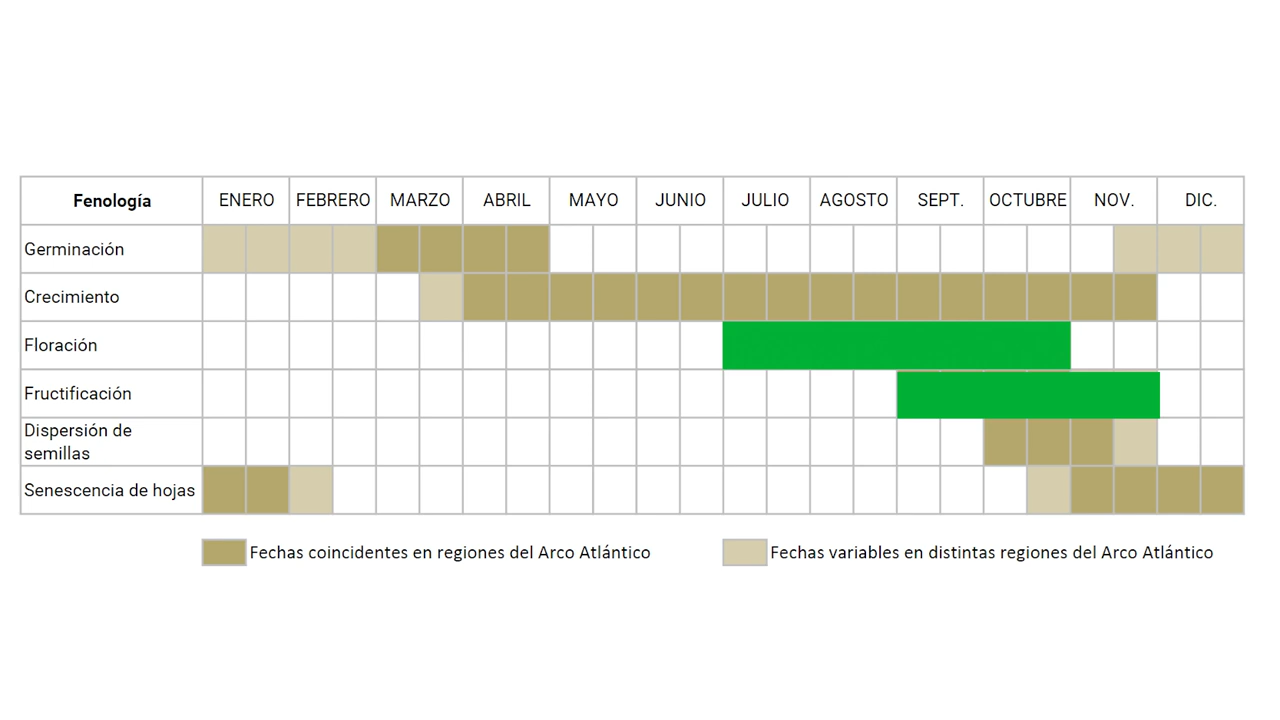 Fenología ENERO FEBRERO MARZO ABRIL MAYO JUNIO JULIO AGOSTO SEPT. OCTUBRE NOV. DIC.
Germinación
Crecimiento
Floración
Fructificación
Dispersión de
semillas
Senescencia de hojas
Fechas coincidentes en regiones del Arco Atlántico Fechas variables en distintas regiones del Arco Atlántico